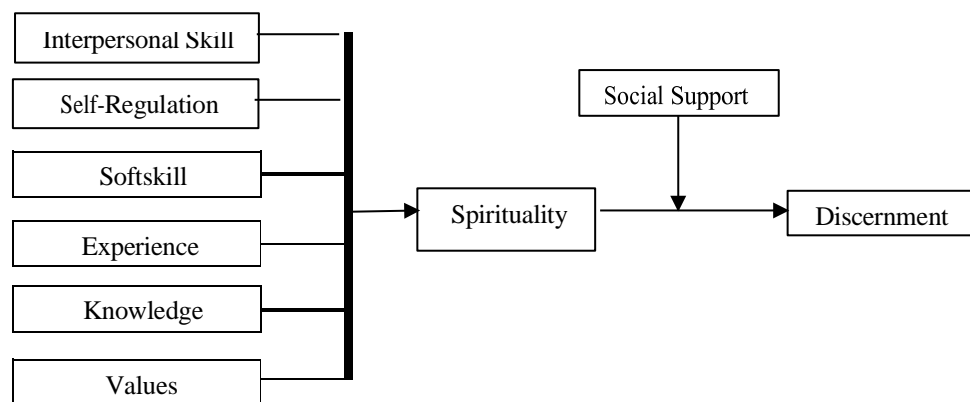 Interpersonal Skill
Self-Regulation
Softskill
Experience
Knowledge
Values
Spirituality
Social Support
Discernment